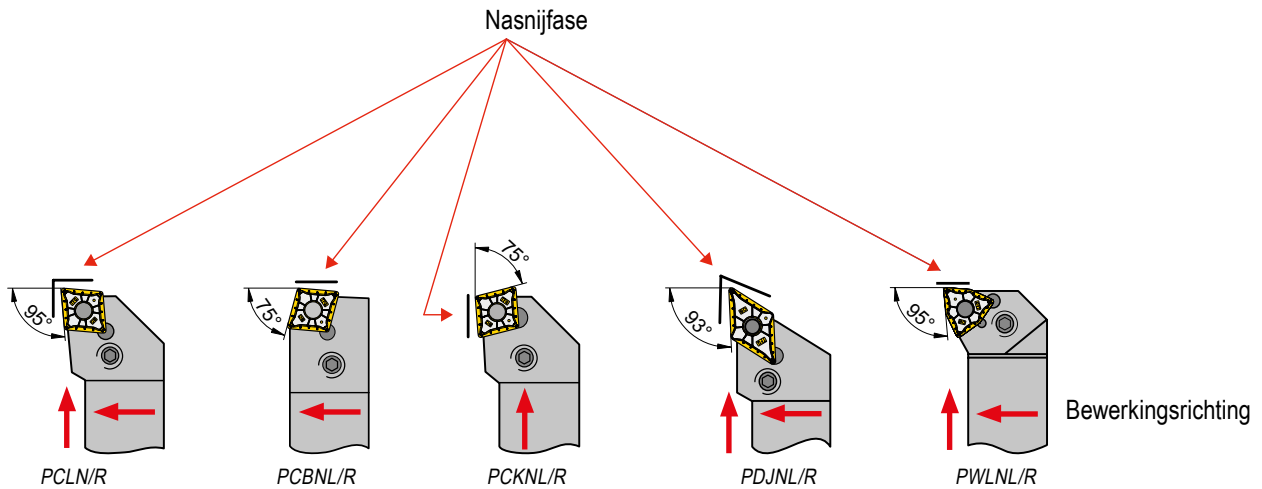 Nasnijfase
95°
75°
75°
93°
95°
Bewerkingsrichting
PCLN/R
PCBNL/R
PCKNL/R
PDJNL/R
PWLNL/R